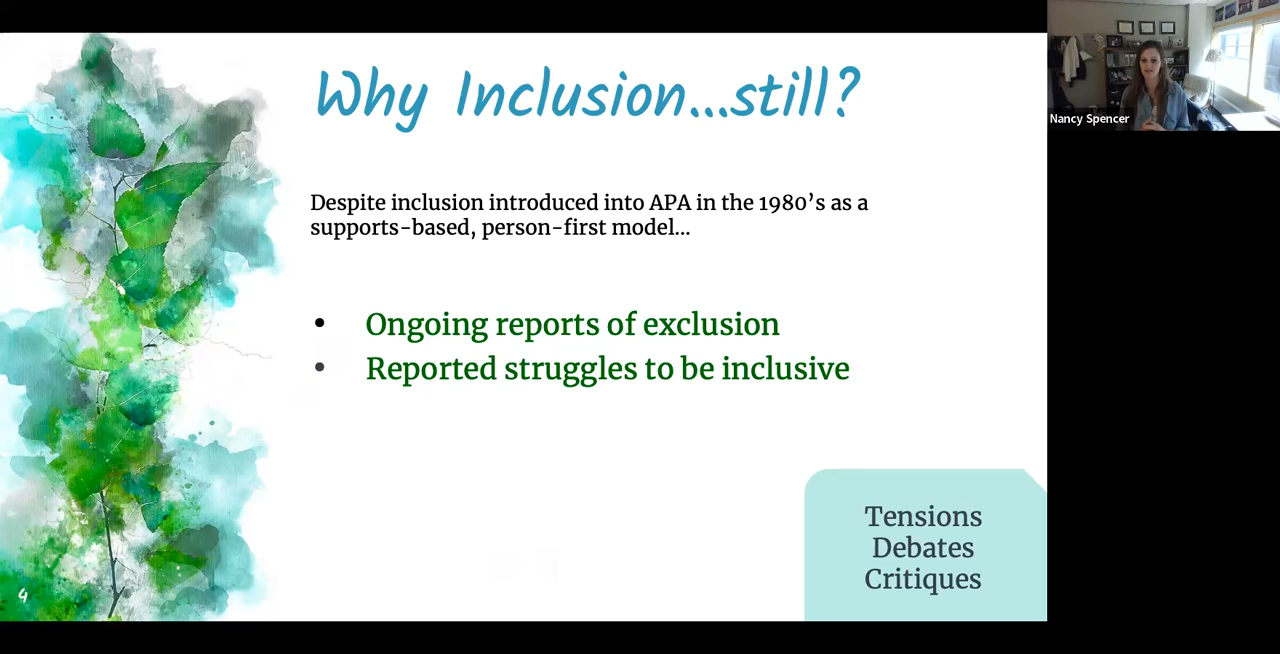 Why Inclusion...still?
Despite inclusion introduced into APA in the 1980’s as a
supports-based, person-first model...
• Ongoing reports of exclusion
• Reported struggles to be inclusive
Tensions
Debates
Critiques
4
Nancy Spencer